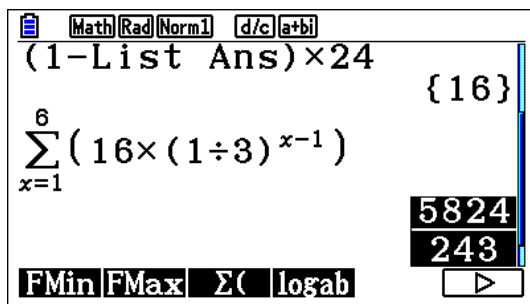 Math Rad Norm1 d/c a+bi
(1-List Ans)×24
{16}
6
∑(16×(1÷3)^x-1)
x=1
5824
243
FMin FMax Σ( logab ▷